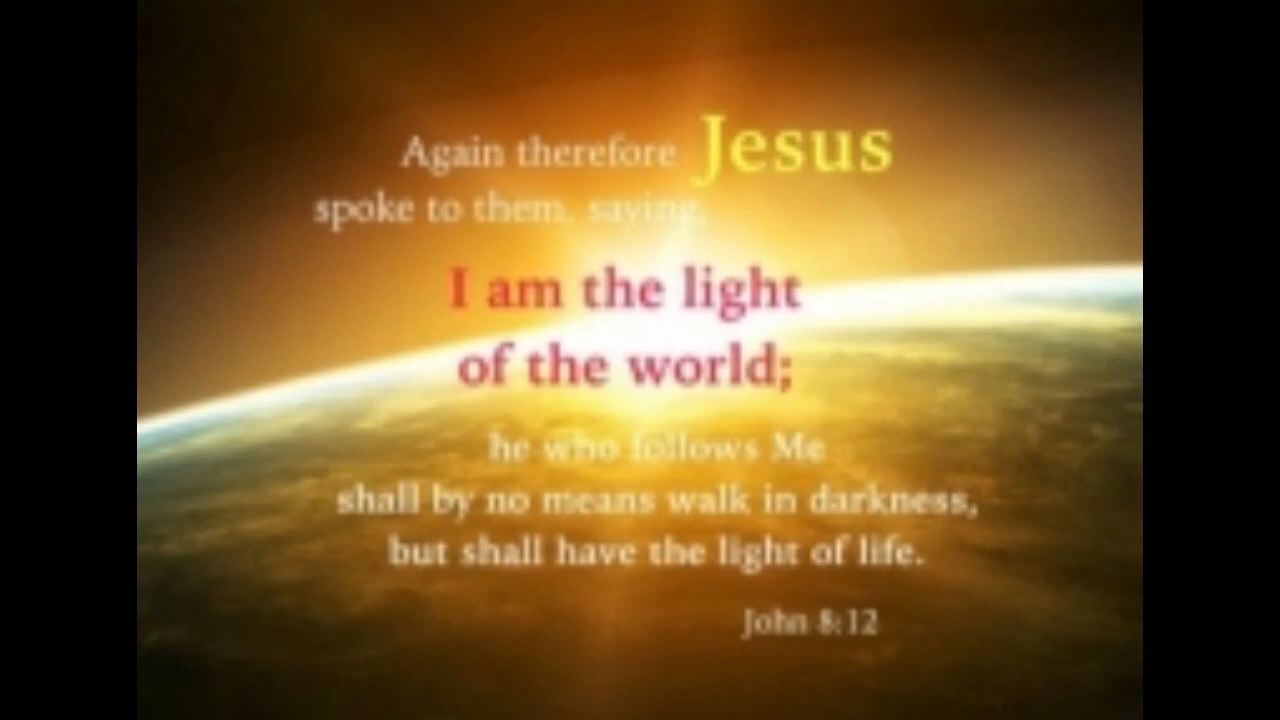 Again therefore Jesus
spoke to them, saying,
I am the light
of the world;
he who follows Me
shall by no means walk in darkness,
but shall have the light of life.
John 8:12